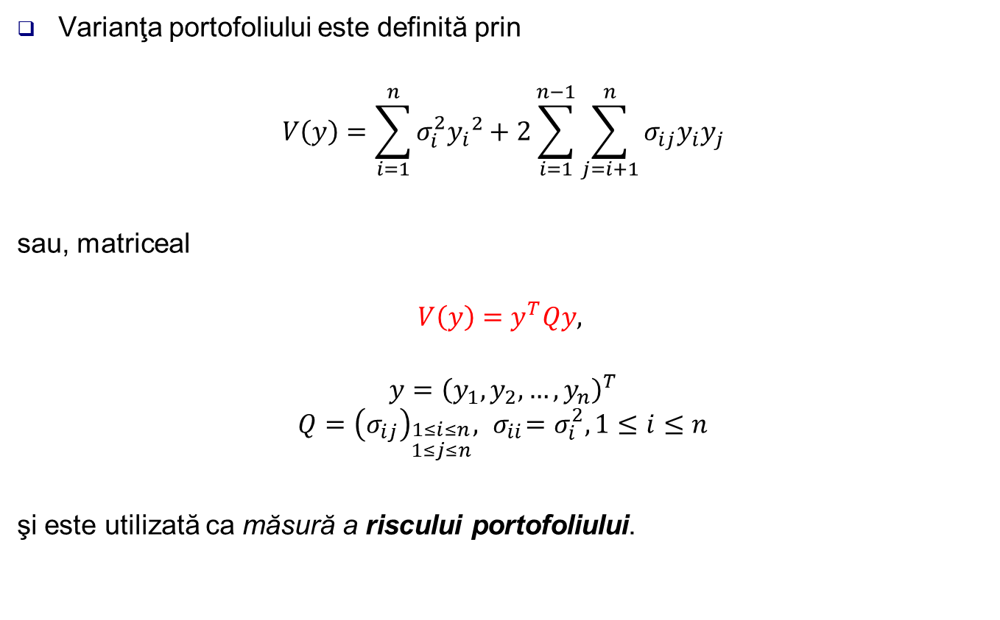 ❑ Varianţa portofoliului este definită prin
$V(y) = \sum_{i=1}^{n} \sigma_i^2 {y_i}^2 + 2 \sum_{i=1}^{n-1} \sum_{j=i+1}^{n} \sigma_{ij} y_i y_j$
sau, matriceal
$V(y) = y^T Q y,$
$y = (y_1, y_2, \ldots, y_n)^T$
$Q = (\sigma_{ij})_{\substack{1 \le i \le n \\ 1 \le j \le n}}, \ \sigma_{ii} = \sigma_i^2, 1 \le i \le n$
şi este utilizată ca măsură a riscului portofoliului.